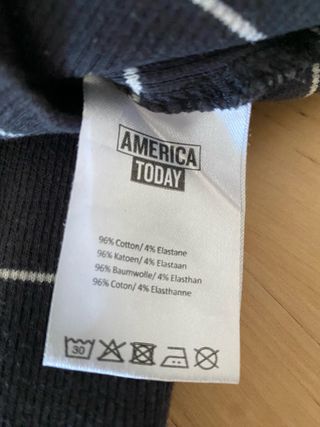 AMERICA
TODAY
96% Cotton/ 4% Elastane
96% Katoen/ 4% Elastaan
96% Baumwolle/ 4% Elasthan
96% Coton/ 4% Elasthanne
30